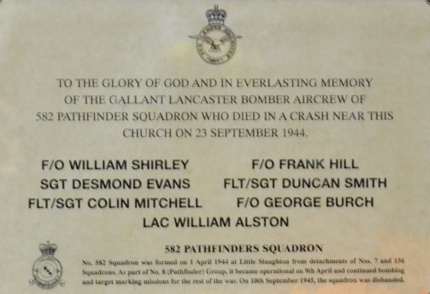 TO THE GLORY OF GOD AND IN EVERLASTING MEMORY
OF THE GALLANT LANCASTER BOMBER AIRCREW OF
582 PATHFINDER SQUADRON WHO DIED IN A CRASH NEAR THIS
CHURCH ON 23 SEPTEMBER 1944.
F/O WILLIAM SHIRLEY F/O FRANK HILL
SGT DESMOND EVANS FLT/SGT DUNCAN SMITH
FLT/SGT COLIN MITCHELL F/O GEORGE BURCH
LAC WILLIAM ALSTON
582 PATHFINDERS SQUADRON
No. 582 Squadron was formed on 1 April 1944 at Little Staughton from detachments of Nos. 7 and 156
Squadrons. As part of No. 8 (Pathfinder) Group, it became operational on 9th April and continued bombing
and target marking missions for the rest of the war. On 10th September 1945, the squadron was disbanded.